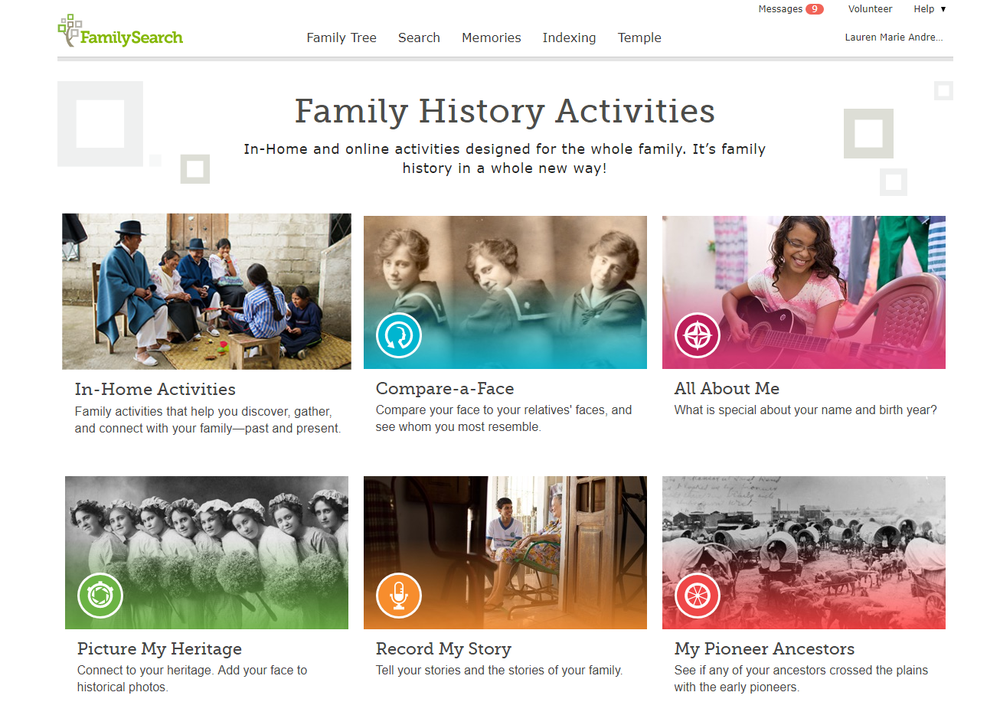 Messages 9 Volunteer Help ▼
FamilySearch
Family Tree Search Memories Indexing Temple
Lauren Marie Andre...
Family History Activities
In-Home and online activities designed for the whole family. It’s family
history in a whole new way!
In-Home Activities
Family activities that help you discover, gather,
and connect with your family—past and present.
Compare-a-Face
Compare your face to your relatives' faces, and
see whom you most resemble.
All About Me
What is special about your name and birth year?
Picture My Heritage
Connect to your heritage. Add your face to
historical photos.
Record My Story
Tell your stories and the stories of your family.
My Pioneer Ancestors
See if any of your ancestors crossed the plains
with the early pioneers.